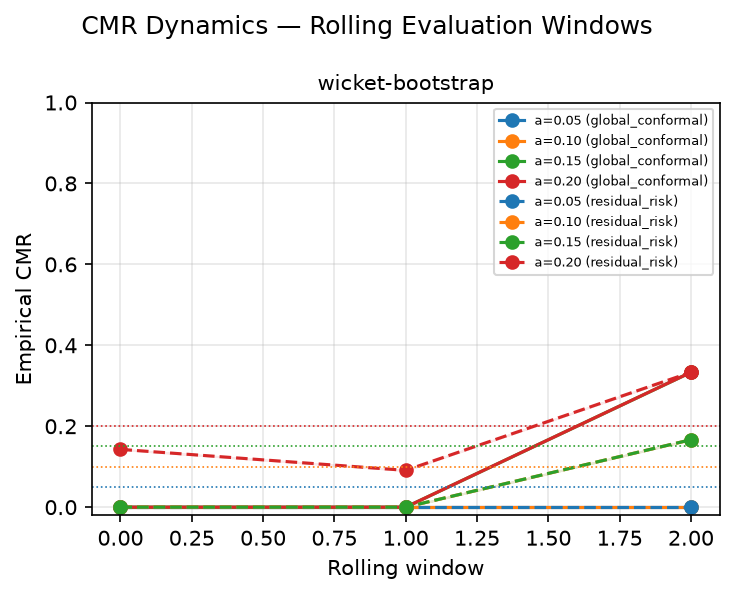 CMR Dynamics — Rolling Evaluation Windows
wicket-bootstrap
1.0
0.8
0.6
0.4
0.2
0.0
Empirical CMR
a=0.05 (global_conformal)
a=0.10 (global_conformal)
a=0.15 (global_conformal)
a=0.20 (global_conformal)
a=0.05 (residual_risk)
a=0.10 (residual_risk)
a=0.15 (residual_risk)
a=0.20 (residual_risk)
0.00 0.25 0.50 0.75 1.00 1.25 1.50 1.75 2.00
Rolling window